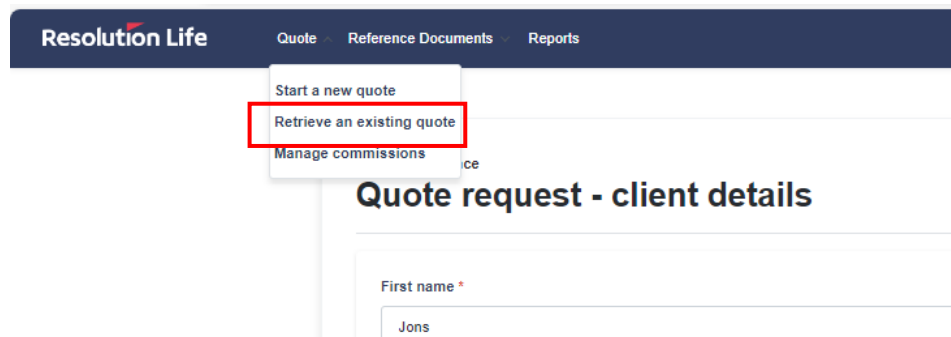 Resolution Life Quote Reference Documents Reports
Start a new quote
Retrieve an existing quote
Manage commissions
Quote request - client details
First name *
Jons